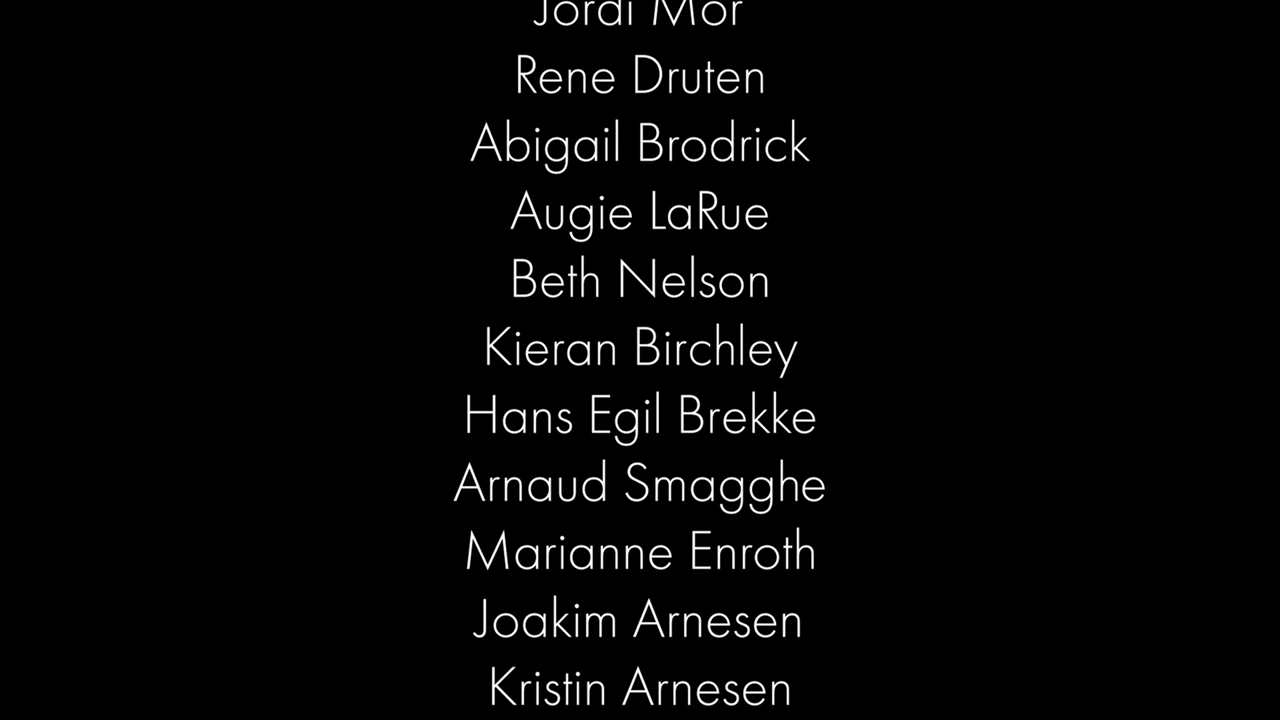 Jordi Mor
Rene Druten
Abigail Brodrick
Augie LaRue
Beth Nelson
Kieran Birchley
Hans Egil Brekke
Arnaud Smagghe
Marianne Enroth
Joakim Arnesen
Kristin Arnesen